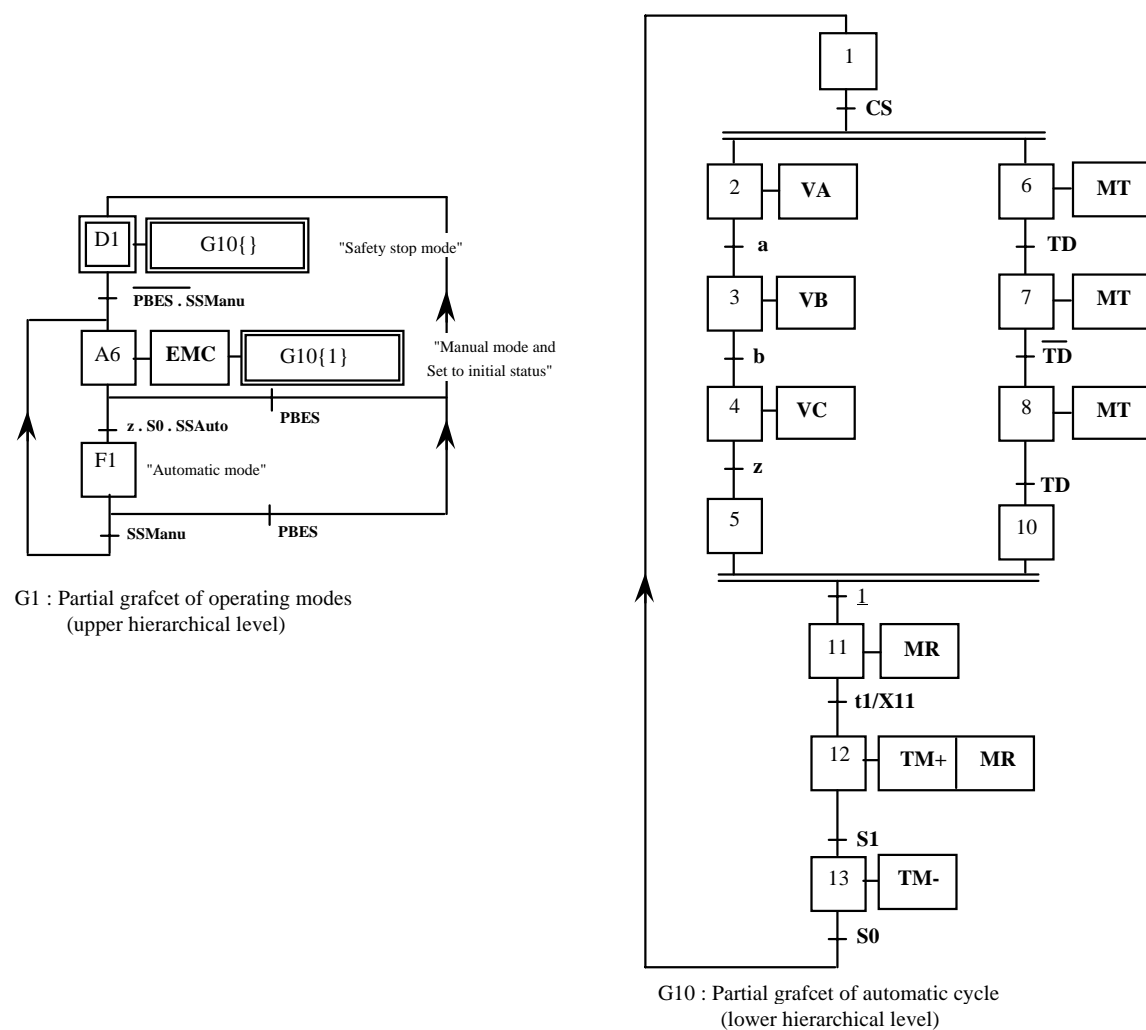 D1
G10{}
"Safety stop mode"
PBES . SSManu
A6
EMC
G10{1}
"Manual mode and
Set to initial status"
PBES
z . S0 . SSAuto
F1
"Automatic mode"
SSManu
PBES
G1 : Partial grafcet of operating modes
(upper hierarchical level)
1
CS
2
VA
6
MT
a
TD
3
VB
7
MT
b
TD
4
VC
8
MT
z
TD
5
10
1
11
MR
t1/X11
12
TM+
MR
S1
13
TM-
S0
G10 : Partial grafcet of automatic cycle
(lower hierarchical level)